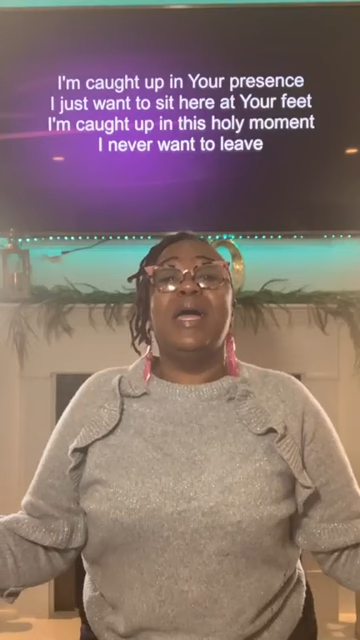 I'm caught up in Your presence
I just want to sit here at Your feet
I'm caught up in this holy moment
I never want to leave